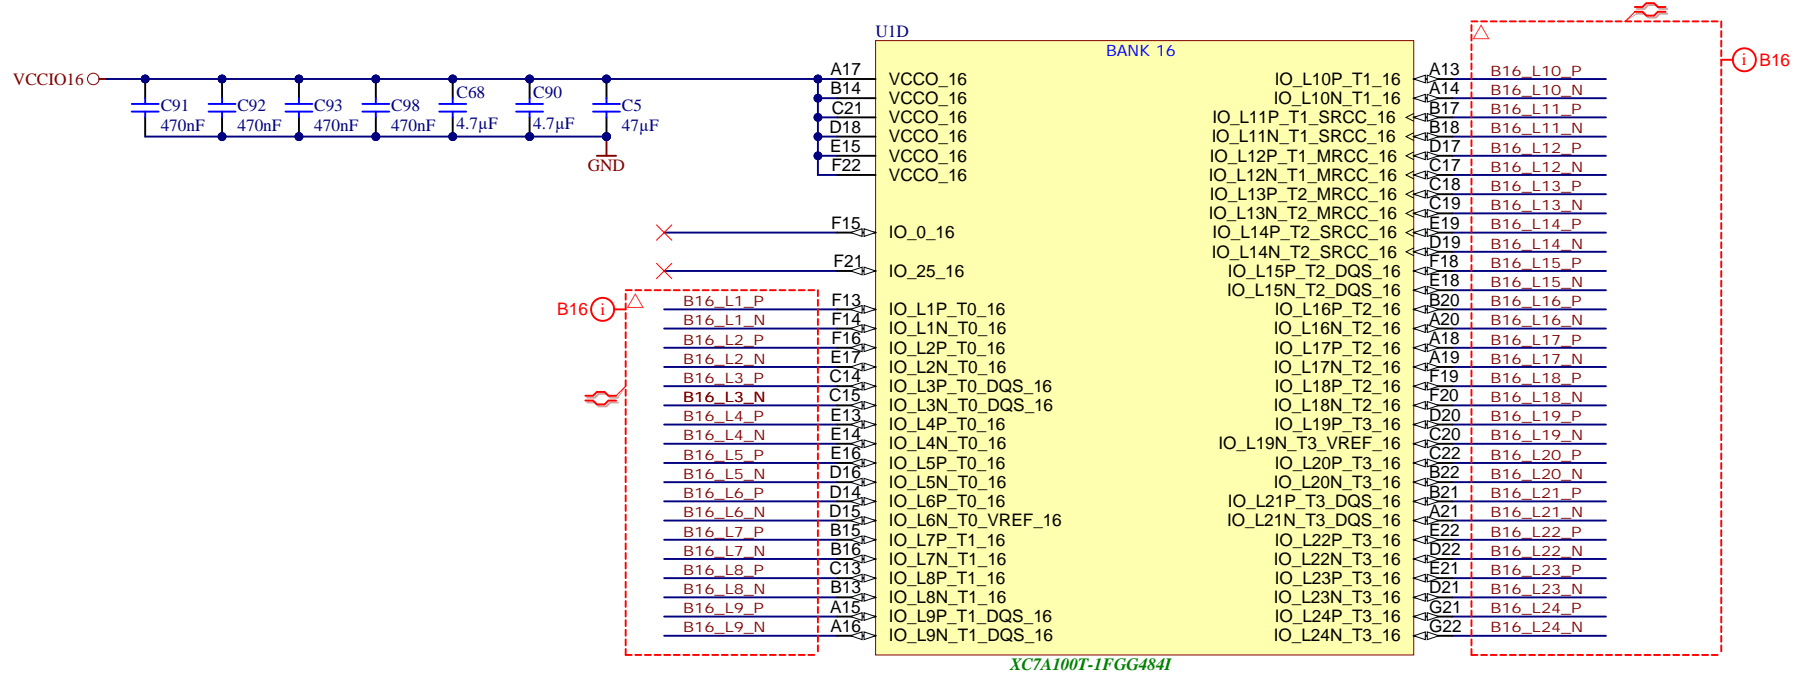 U1D
BANK 16
VCCIO16
C91
470nF
C92
470nF
C93
470nF
C98
470nF
C68
4.7µF
C90
4.7µF
C5
47µF
GND
A17 VCCO_16
B14 VCCO_16
C21 VCCO_16
D18 VCCO_16
E15 VCCO_16
F22 VCCO_16
F15 IO_0_16
F21 IO_25_16
B16 i
B16_L1_P F13 IO_L1P_T0_16
B16_L1_N F14 IO_L1N_T0_16
B16_L2_P F16 IO_L2P_T0_16
B16_L2_N E17 IO_L2N_T0_16
B16_L3_P C14 IO_L3P_T0_DQS_16
B16_L3_N C15 IO_L3N_T0_DQS_16
B16_L4_P E13 IO_L4P_T0_16
B16_L4_N E14 IO_L4N_T0_16
B16_L5_P E16 IO_L5P_T0_16
B16_L5_N D16 IO_L5N_T0_16
B16_L6_P D14 IO_L6P_T0_16
B16_L6_N D15 IO_L6N_T0_VREF_16
B16_L7_P B15 IO_L7P_T1_16
B16_L7_N B16 IO_L7N_T1_16
B16_L8_P C13 IO_L8P_T1_16
B16_L8_N B13 IO_L8N_T1_16
B16_L9_P A15 IO_L9P_T1_DQS_16
B16_L9_N A16 IO_L9N_T1_DQS_16
IO_L10P_T1_16 A13 B16_L10_P
IO_L10N_T1_16 A14 B16_L10_N
IO_L11P_T1_SRCC_16 B17 B16_L11_P
IO_L11N_T1_SRCC_16 B18 B16_L11_N
IO_L12P_T1_MRCC_16 D17 B16_L12_P
IO_L12N_T1_MRCC_16 C17 B16_L12_N
IO_L13P_T2_MRCC_16 C18 B16_L13_P
IO_L13N_T2_MRCC_16 C19 B16_L13_N
IO_L14P_T2_SRCC_16 E19 B16_L14_P
IO_L14N_T2_SRCC_16 D19 B16_L14_N
IO_L15P_T2_DQS_16 F18 B16_L15_P
IO_L15N_T2_DQS_16 E18 B16_L15_N
IO_L16P_T2_16 B20 B16_L16_P
IO_L16N_T2_16 A20 B16_L16_N
IO_L17P_T2_16 A18 B16_L17_P
IO_L17N_T2_16 A19 B16_L17_N
IO_L18P_T2_16 F19 B16_L18_P
IO_L18N_T2_16 F20 B16_L18_N
IO_L19P_T3_16 D20 B16_L19_P
IO_L19N_T3_VREF_16 C20 B16_L19_N
IO_L20P_T3_16 C22 B16_L20_P
IO_L20N_T3_16 B22 B16_L20_N
IO_L21P_T3_DQS_16 B21 B16_L21_P
IO_L21N_T3_DQS_16 A21 B16_L21_N
IO_L22P_T3_16 E22 B16_L22_P
IO_L22N_T3_16 D22 B16_L22_N
IO_L23P_T3_16 E21 B16_L23_P
IO_L23N_T3_16 D21 B16_L23_N
IO_L24P_T3_16 G21 B16_L24_P
IO_L24N_T3_16 G22 B16_L24_N
i B16
XC7A100T-1FGG484I